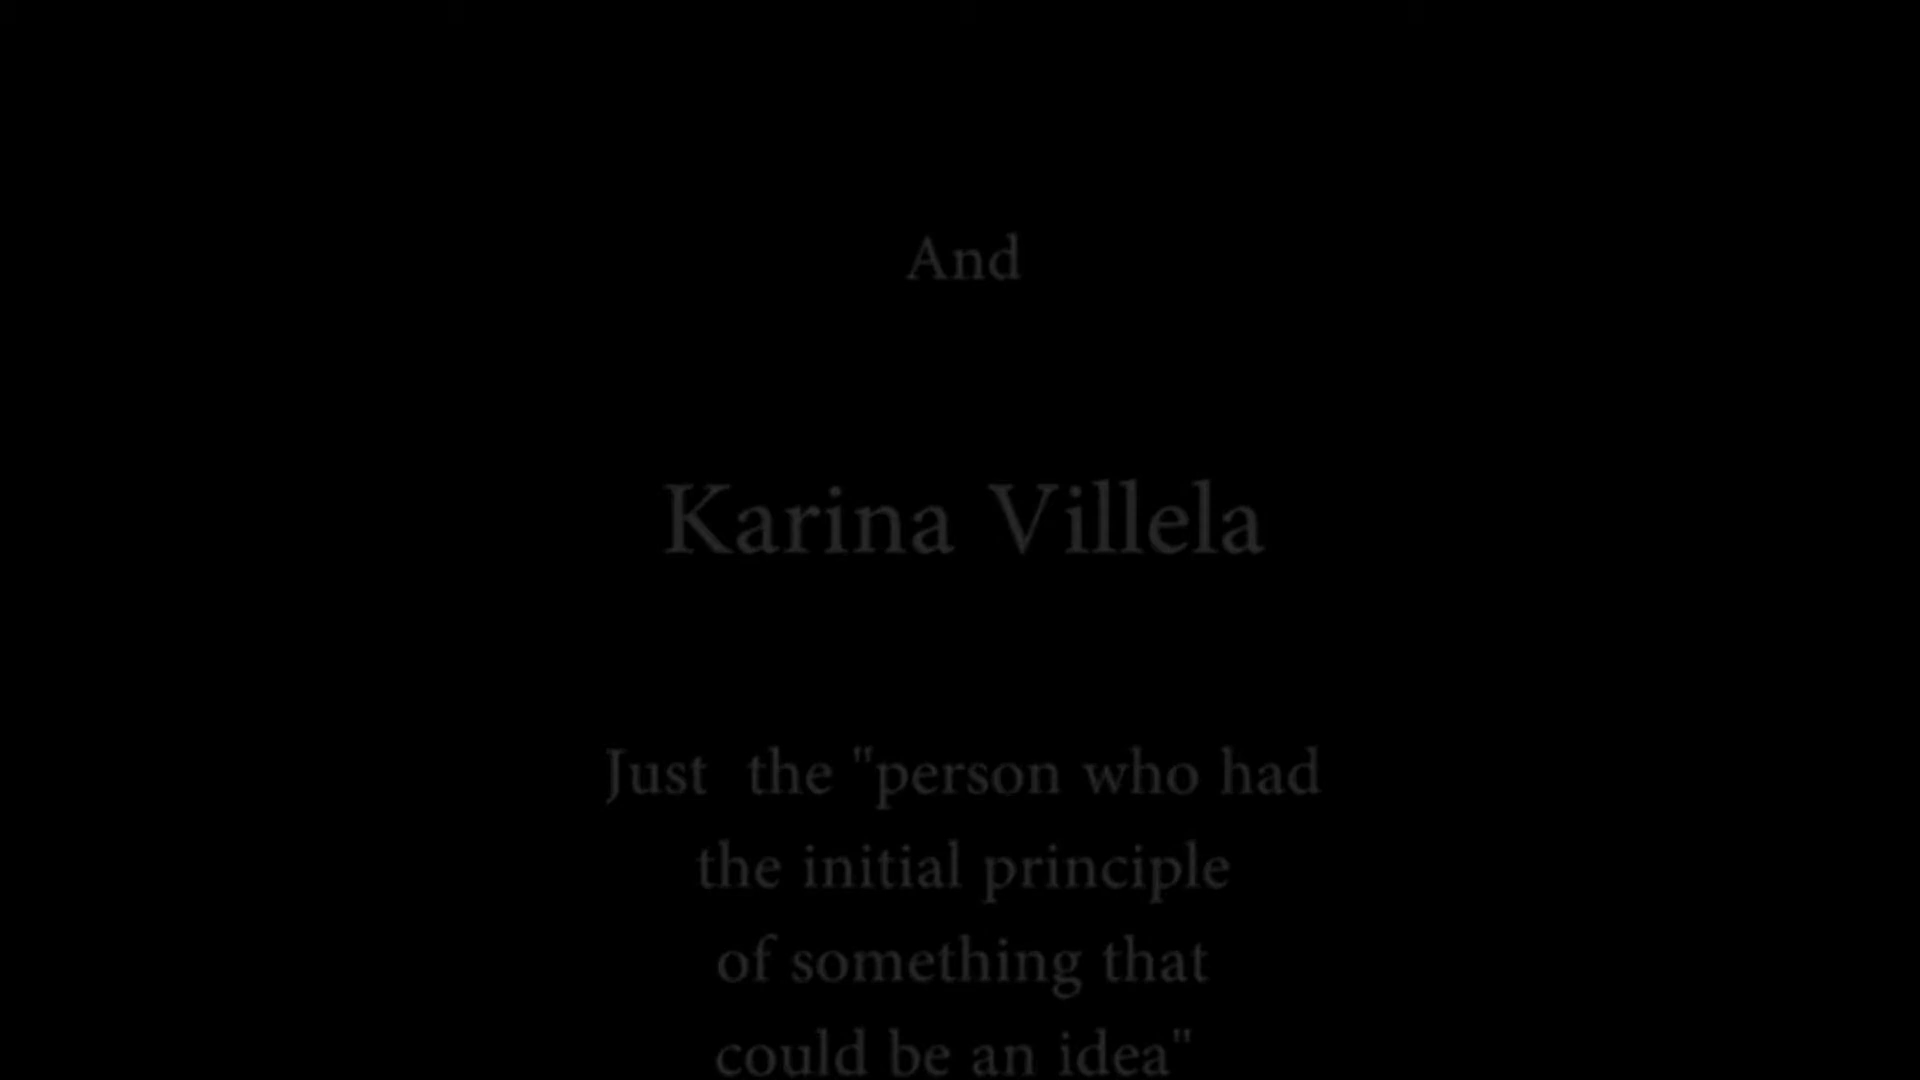 And
Karina Villela
Just  the "person who had
the initial principle
of something that
could be an idea"